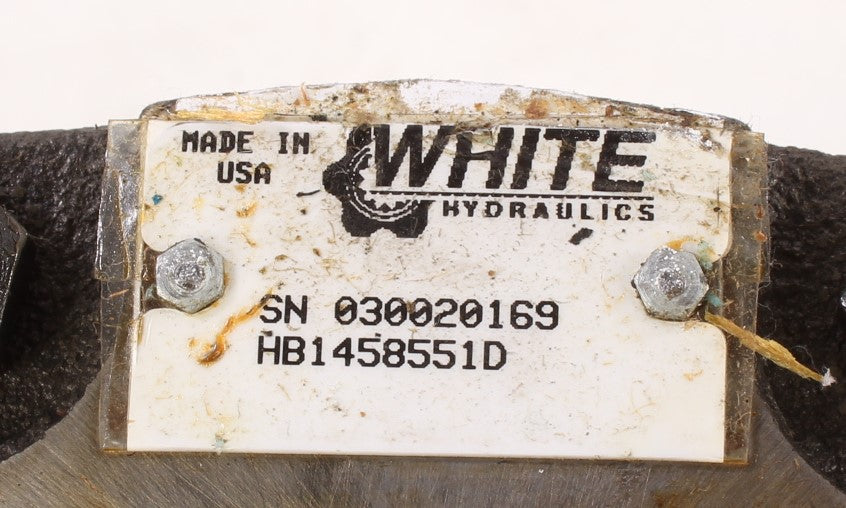 MADE IN
USA
WHITE
HYDRAULICS
SN 030020169
HB1458551D